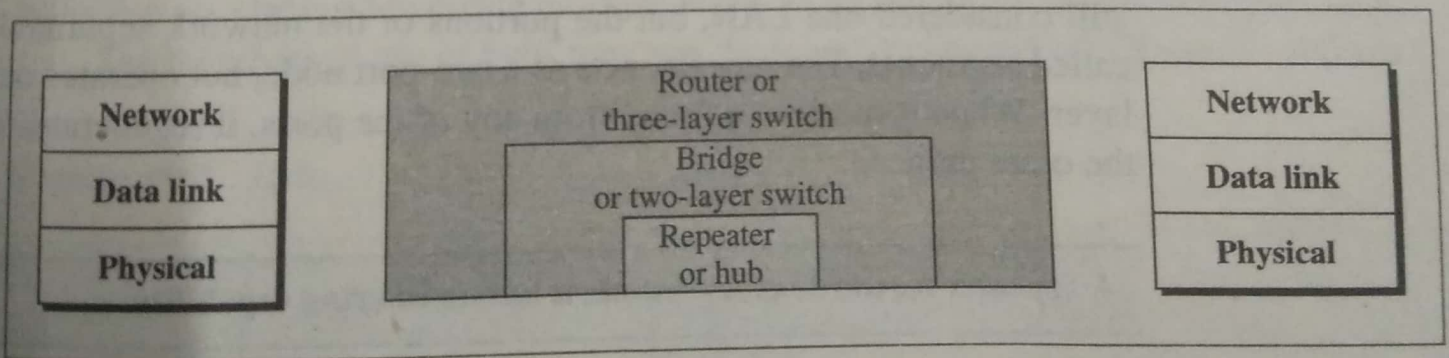 Network
Data link
Physical
Router or
three-layer switch
Bridge
or two-layer switch
Repeater
or hub
Network
Data link
Physical